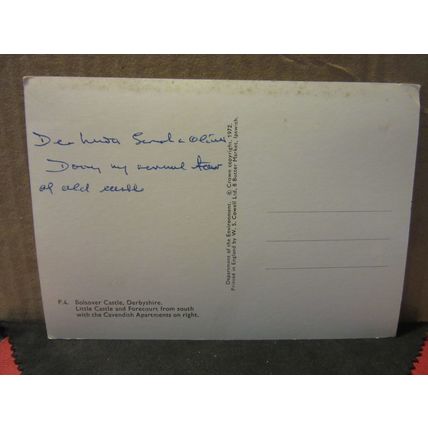 Dear Sarah & Oliver
Doing my annual tour
of old castles
Department of the Environment. © Crown copyright, 1972.
Printed in England by W. S. Cowell Ltd, 8 Butter Market, Ipswich.
P.4. Bolsover Castle, Derbyshire.
Little Castle and Forecourt from south
with the Cavendish Apartments on right.